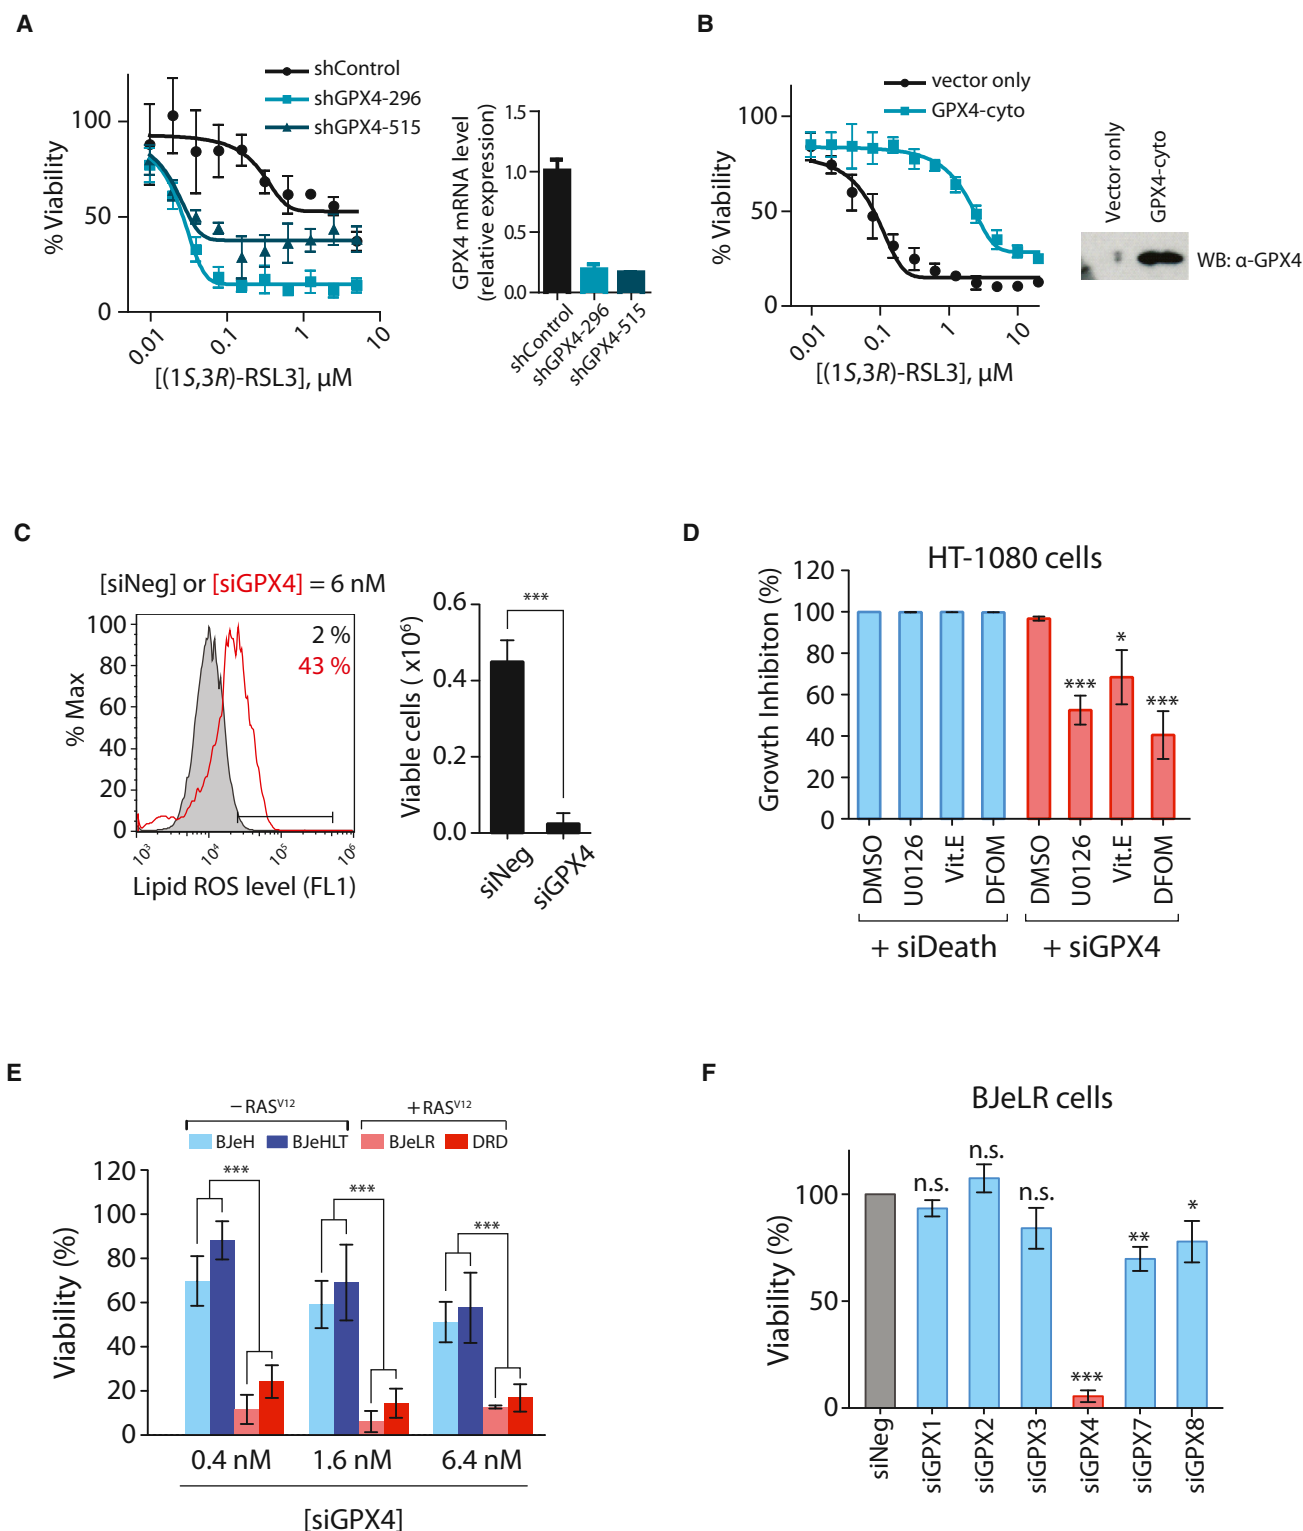 A
shControl
shGPX4-296
shGPX4-515
% Viability
100
50
0
0.01
0.1
1
10
[(1S,3R)-RSL3], μM
GPX4 mRNA level
(relative expression)
1.5
1.0
0.5
0.0
shControl
shGPX4-296
shGPX4-515
B
vector only
GPX4-cyto
% Viability
100
50
0
0.01
0.1
1
10
[(1S,3R)-RSL3], μM
Vector only
GPX4-cyto
WB: α-GPX4
C
[siNeg] or [siGPX4] = 6 nM
2 %
43 %
% Max
100
80
60
40
20
0
10³
10⁴
10⁵
10⁶
Lipid ROS level (FL1)
Viable cells ( x10⁶)
0.6
0.4
0.2
0.0
***
siNeg
siGPX4
D
HT-1080 cells
Growth Inhibiton (%)
120
100
80
60
40
20
0
***
*
***
DMSO
U0126
Vit.E
DFOM
DMSO
U0126
Vit.E
DFOM
+ siDeath
+ siGPX4
E
−RASⱽ¹²
+RASⱽ¹²
BJeH
BJeHLT
BJeLR
DRD
Viability (%)
120
100
80
60
40
20
0
***
***
***
0.4 nM
1.6 nM
6.4 nM
[siGPX4]
F
BJeLR cells
Viability (%)
100
50
0
n.s.
n.s.
n.s.
***
**
*
siNeg
siGPX1
siGPX2
siGPX3
siGPX4
siGPX7
siGPX8